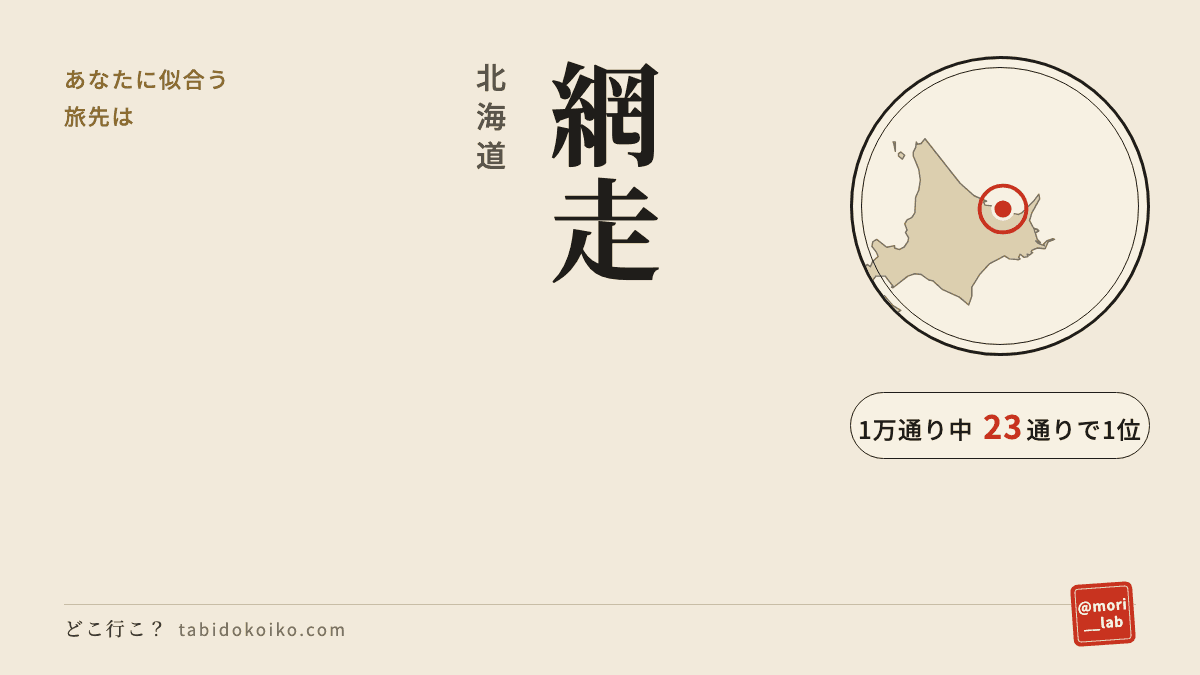 あなたに似合う
旅先は
網走
北海道
1万通り中 23通りで1位
どこ行こ？ tabidokoiko.com
@mori
__lab